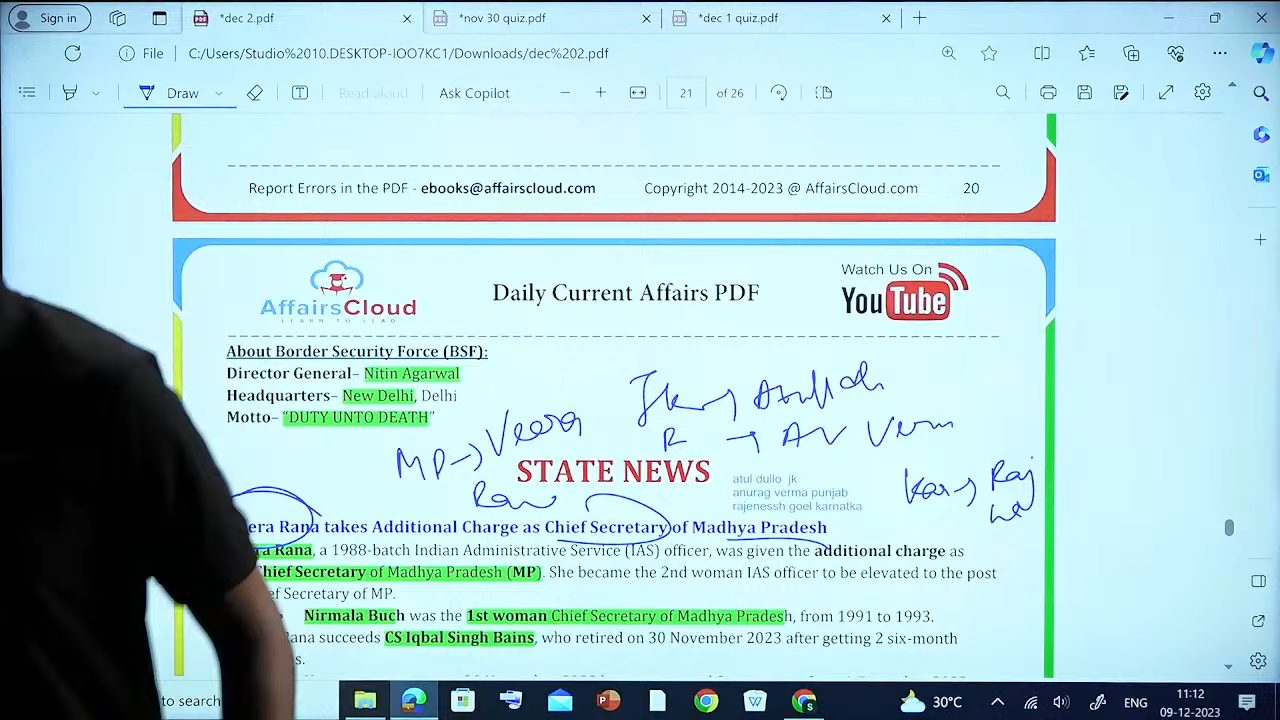 Sign in
*dec 2.pdf
*nov 30 quiz.pdf
*dec 1 quiz.pdf
File
C:/Users/Studio%2010.DESKTOP-IOO7KC1/Downloads/dec%202.pdf
Draw
Read aloud
Ask Copilot
21 of 26
Report Errors in the PDF - ebooks@affairscloud.com Copyright 2014-2023 @ AffairsCloud.com 20
AffairsCloud
LEARN TO LEAD
Daily Current Affairs PDF
Watch Us On
YouTube
About Border Security Force (BSF):
Director General– Nitin Agarwal
Headquarters– New Delhi, Delhi
Motto– “DUTY UNTO DEATH”
MP→ Veera
Rana
STATE NEWS
atul dullo jk
anurag verma punjab
rajenessh goel karnatka
Rana takes Additional Charge as Chief Secretary of Madhya Pradesh
Rana, a 1988-batch Indian Administrative Service (IAS) officer, was given the additional charge as
Chief Secretary of Madhya Pradesh (MP). She became the 2nd woman IAS officer to be elevated to the post
Secretary of MP.
Nirmala Buch was the 1st woman Chief Secretary of Madhya Pradesh, from 1991 to 1993.
succeeds CS Iqbal Singh Bains, who retired on 30 November 2023 after getting 2 six-month
to search
30°C
ENG
11:12
09-12-2023